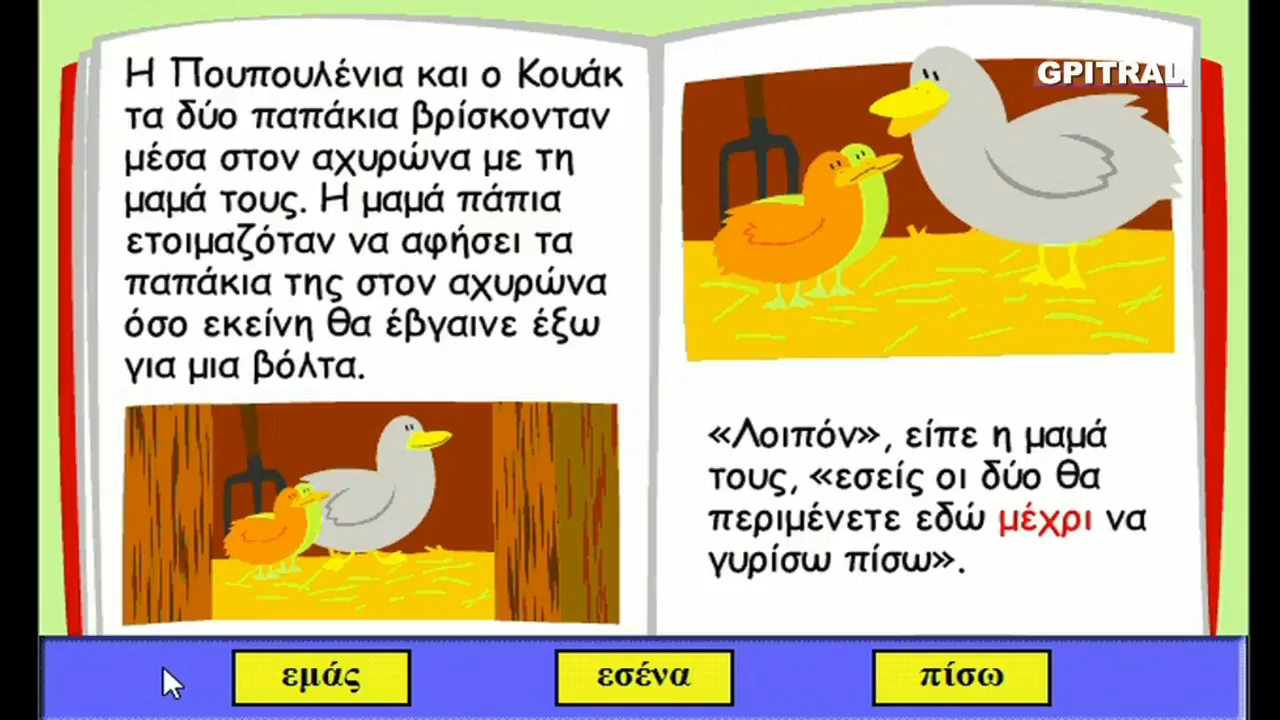 Η Πουπουλένια και ο Κουάκ
τα δύο παπάκια βρίσκονταν
μέσα στον αχυρώνα με τη
μαμά τους. Η μαμά πάπια
ετοιμαζόταν να αφήσει τα
παπάκια της στον αχυρώνα
όσο εκείνη θα έβγαινε έξω
για μια βόλτα.
GPITRAL
«Λοιπόν», είπε η μαμά
τους, «εσείς οι δύο θα
περιμένετε εδώ μέχρι να
γυρίσω πίσω».
εμάς
εσένα
πίσω